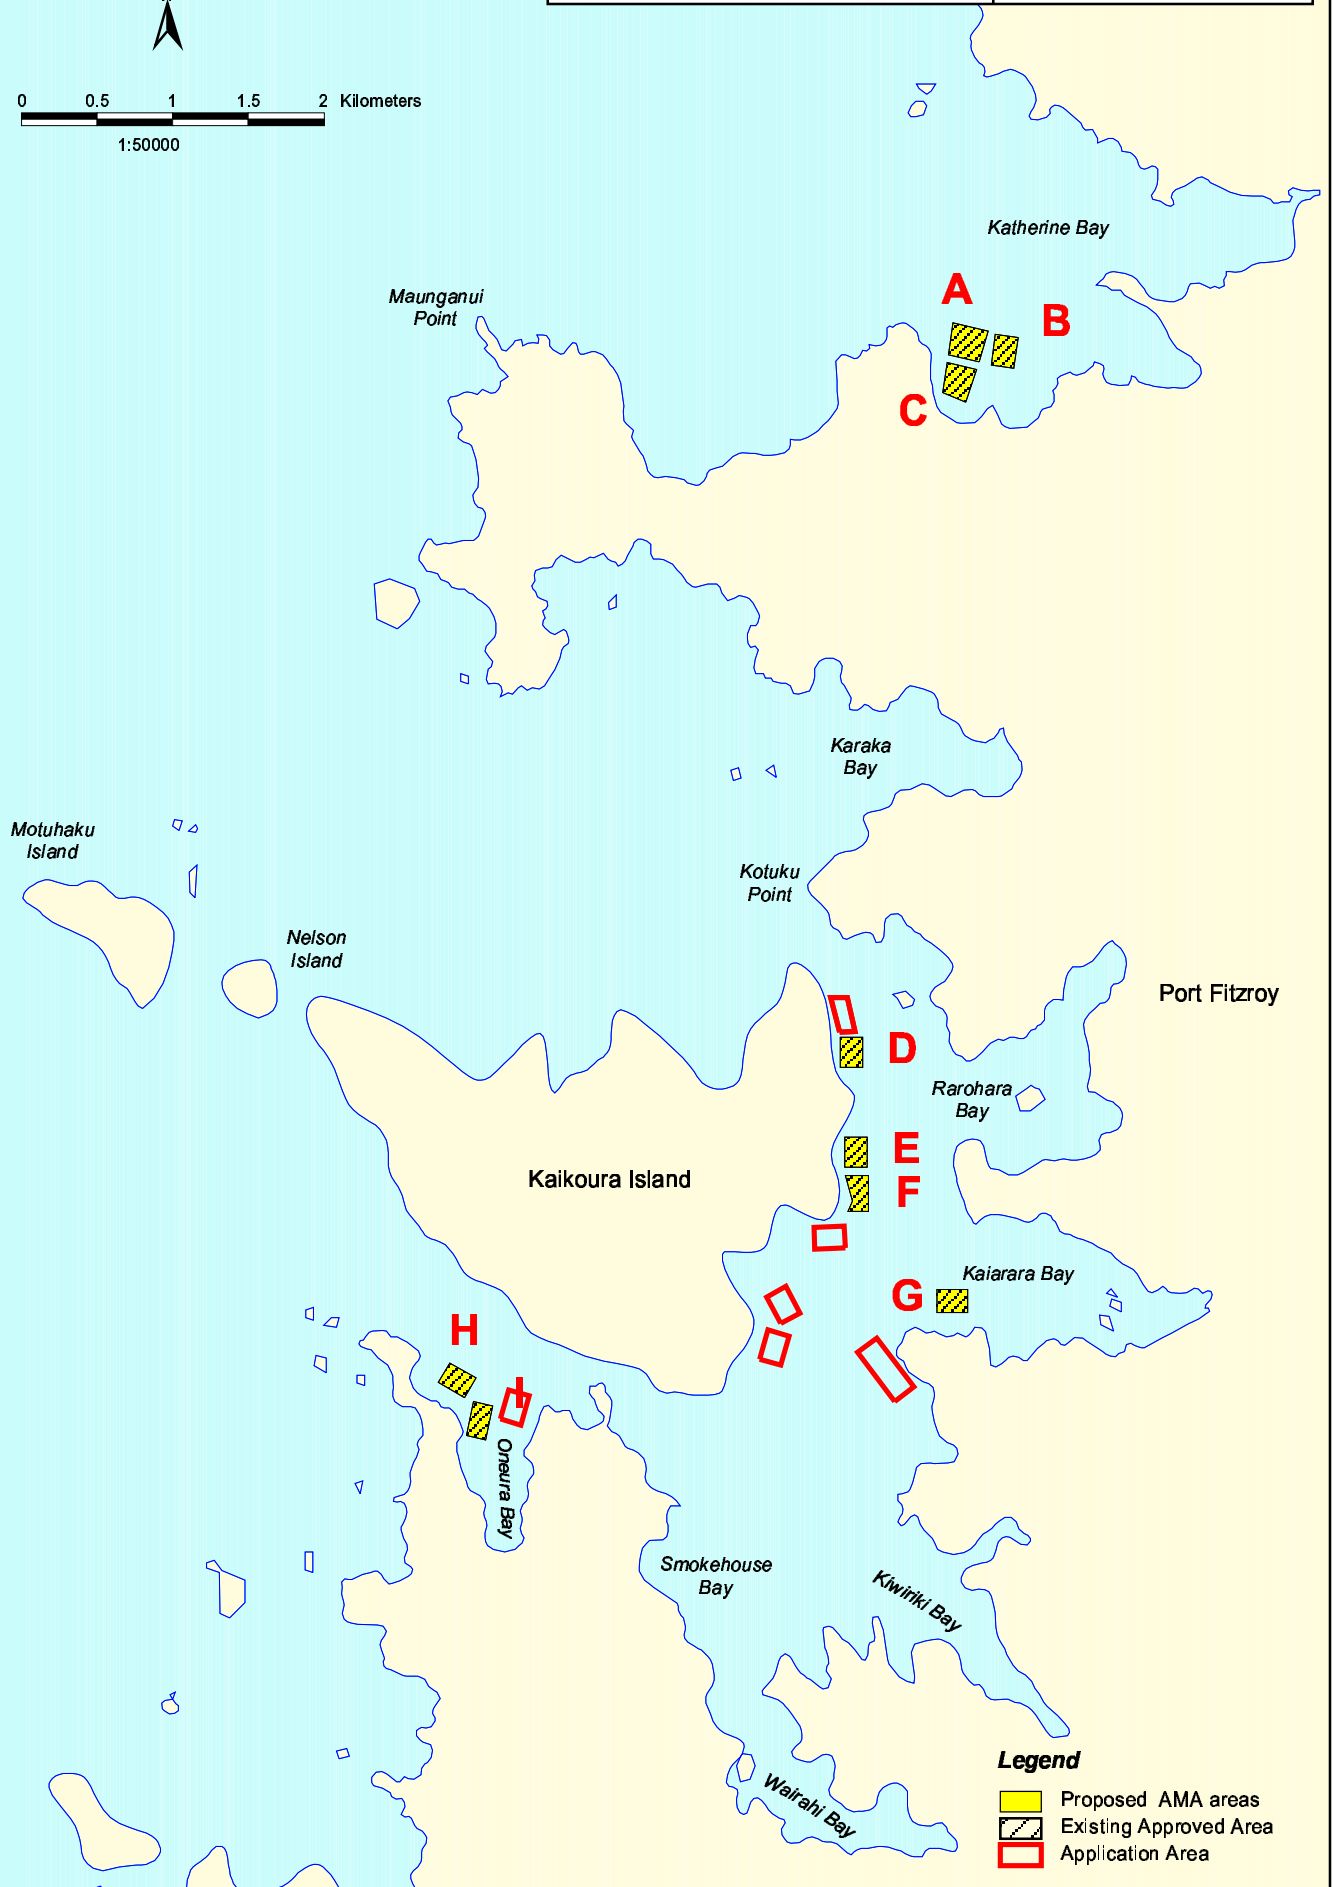 0 0.5 1 1.5 2 Kilometers
1:50000
Katherine Bay
A
Maunganui
Point
B
C
Karaka
Bay
Motuhaku
Island
Kotuku
Point
Nelson
Island
Port Fitzroy
D
Rarohara
Bay
E
Kaikoura Island
F
Kaiarara Bay
G
H
I
Oneura Bay
Smokehouse
Bay
Kiwiriki Bay
Wairahi Bay
Legend
Proposed AMA areas
Existing Approved Area
Application Area